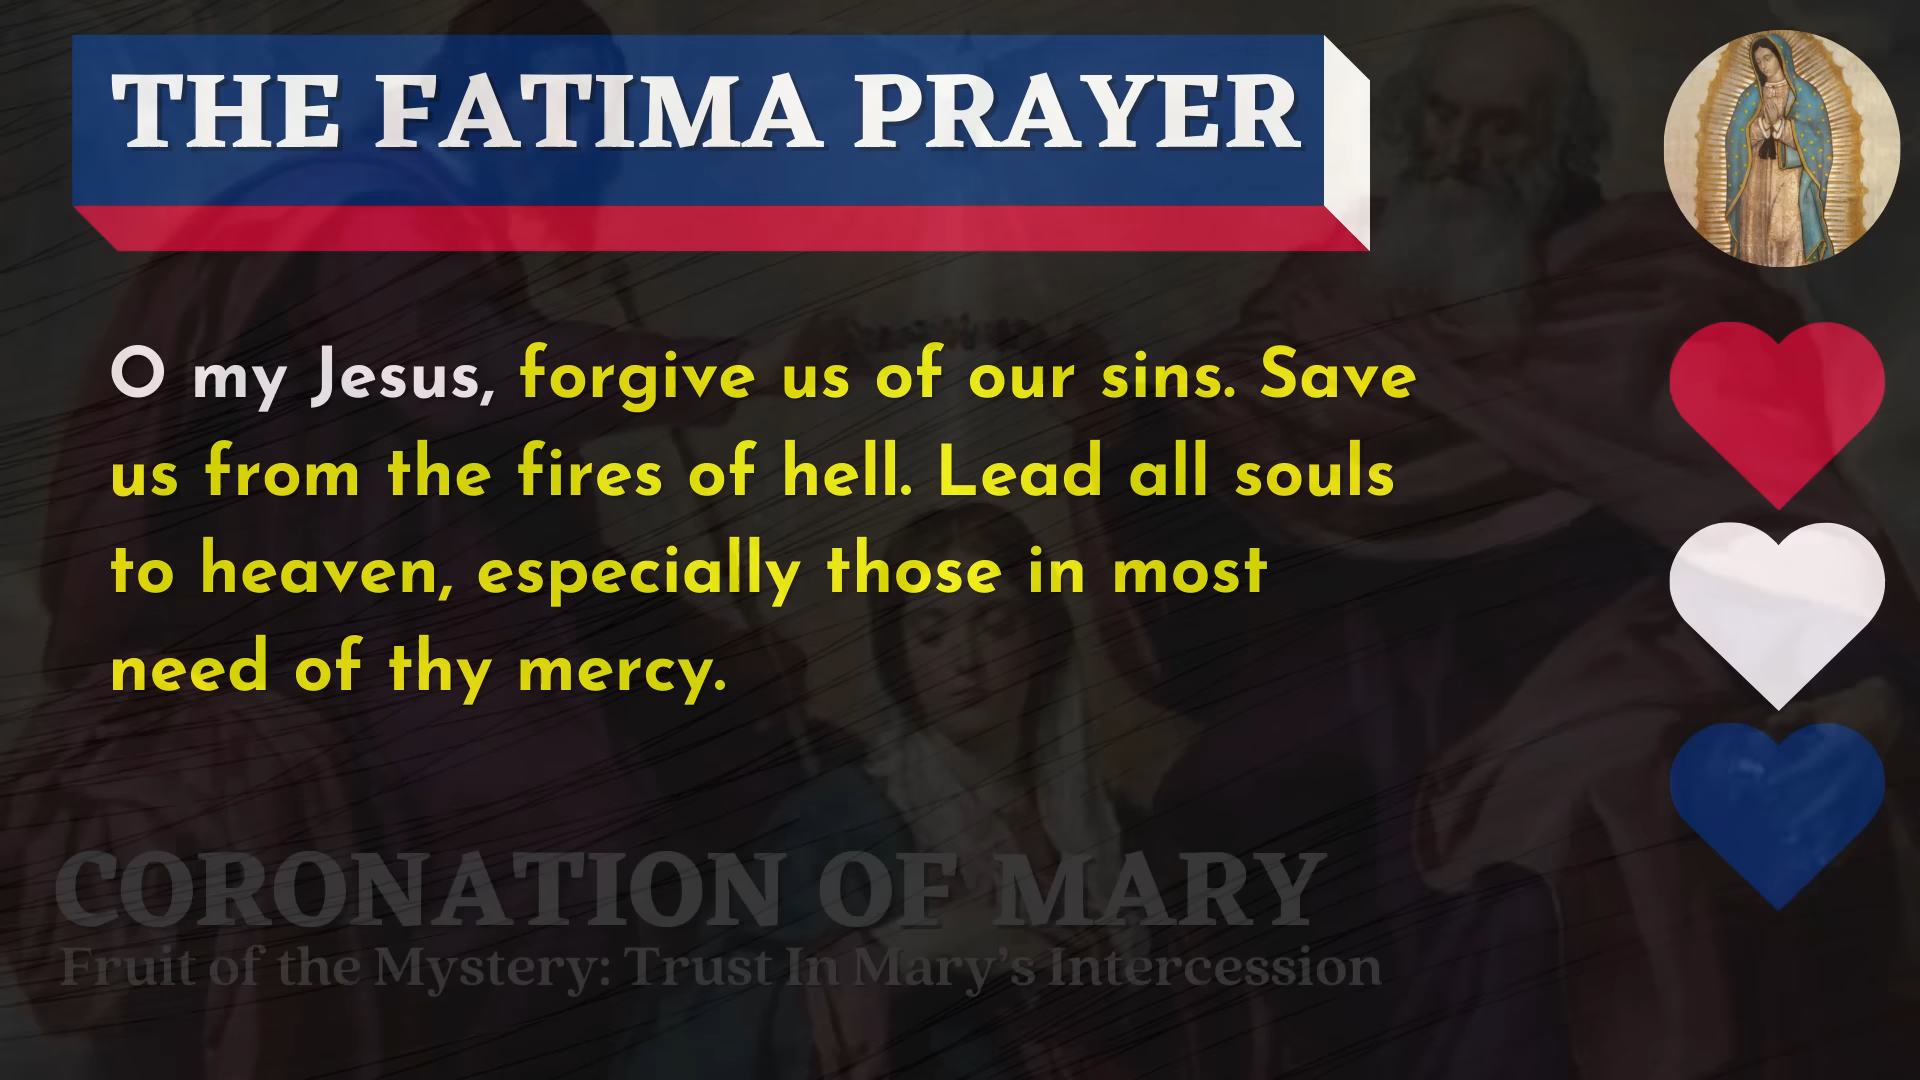 THE FATIMA PRAYER
O my Jesus, forgive us of our sins. Save
us from the fires of hell. Lead all souls
to heaven, especially those in most
need of thy mercy.
CORONATION OF MARY
Fruit of the Mystery: Trust In Mary’s Intercession